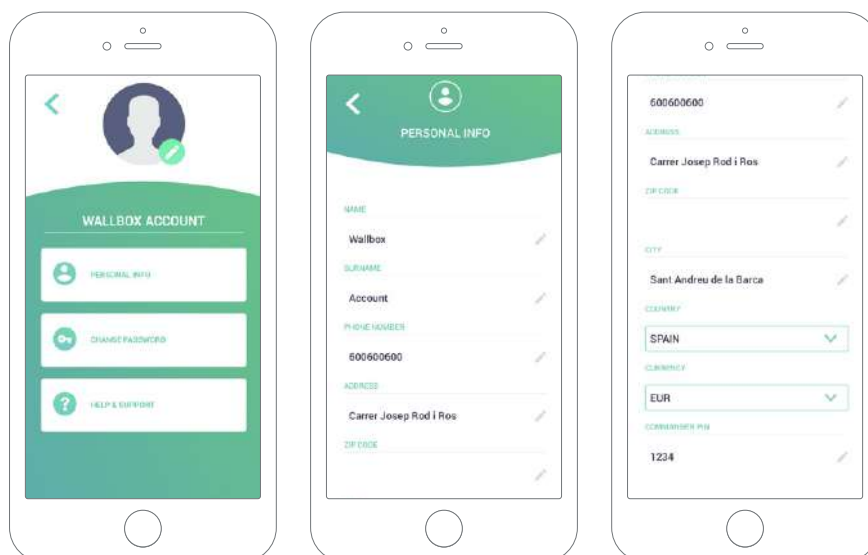 WALLBOX ACCOUNT
PERSONAL INFO
CHANGE PASSWORD
HELP & SUPPORT
PERSONAL INFO
NAME
Wallbox
SURNAME
Account
PHONE NUMBER
600600600
ADDRESS
Carrer Josep Rod i Ros
ZIP CODE
600600600
ADDRESS
Carrer Josep Rod i Ros
ZIP CODE
CITY
Sant Andreu de la Barca
COUNTRY
SPAIN
CURRENCY
EUR
COMMANDER PIN
1234